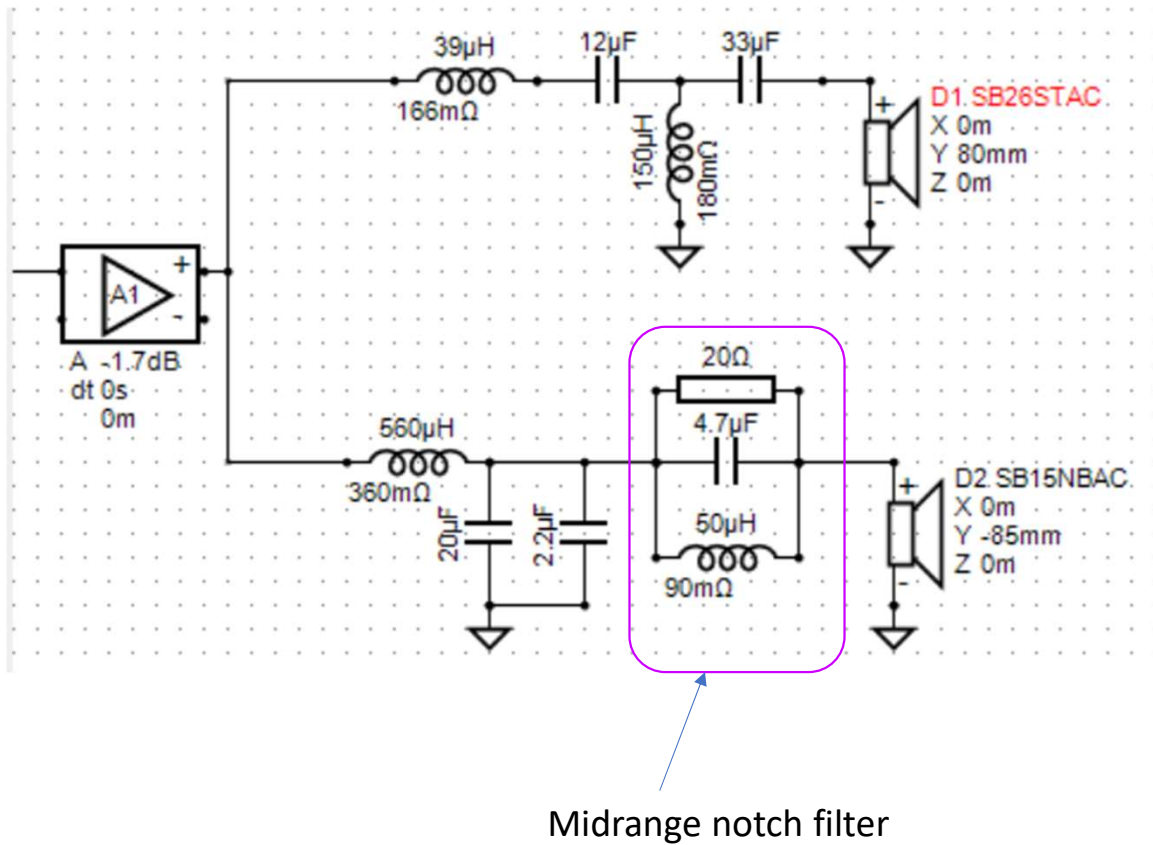 39µH
166mΩ
12µF
33µF
150µH
180mΩ
D1 SB26STAC
X 0m
Y 80mm
Z 0m
+
-
A1
+
-
A -1.7dB
dt 0s
0m
560µH
360mΩ
20µF
2.2µF
20Ω
4.7µF
50µH
90mΩ
D2 SB15NBAC
X 0m
Y -85mm
Z 0m
+
-
Midrange notch filter